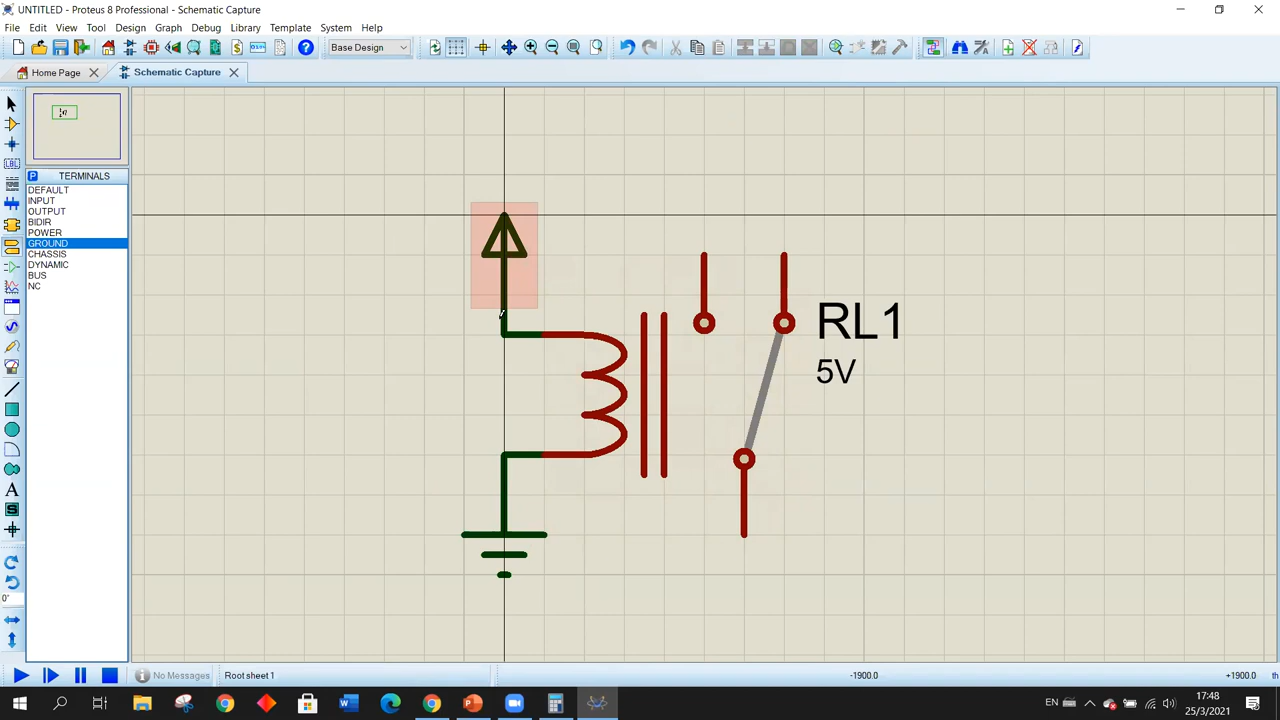 UNTITLED - Proteus 8 Professional - Schematic Capture
File Edit View Tool Design Graph Debug Library Template System Help
Base Design
Home Page Schematic Capture
LBL
P TERMINALS
DEFAULT
INPUT
OUTPUT
BIDIR
POWER
GROUND
CHASSIS
DYNAMIC
BUS
NC
RL1
5V
A
S
0°
No Messages Root sheet 1 -1900.0 +1900.0 th
EN 17:48
25/3/2021